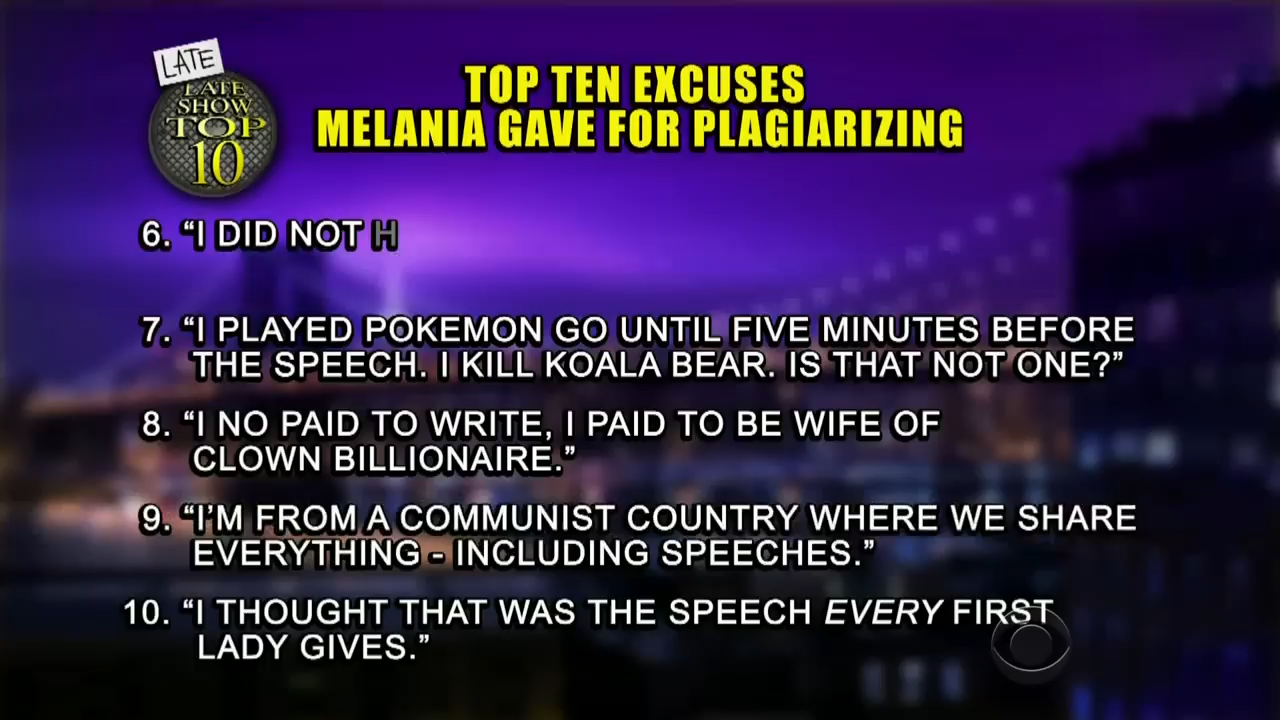 LATE
LATE
SHOW
TOP
10
TOP TEN EXCUSES
MELANIA GAVE FOR PLAGIARIZING
6. “I DID NOT H
7. “I PLAYED POKEMON GO UNTIL FIVE MINUTES BEFORE
THE SPEECH. I KILL KOALA BEAR. IS THAT NOT ONE?”
8. “I NO PAID TO WRITE, I PAID TO BE WIFE OF
CLOWN BILLIONAIRE.”
9. “I’M FROM A COMMUNIST COUNTRY WHERE WE SHARE
EVERYTHING - INCLUDING SPEECHES.”
10. “I THOUGHT THAT WAS THE SPEECH EVERY FIRST
LADY GIVES.”